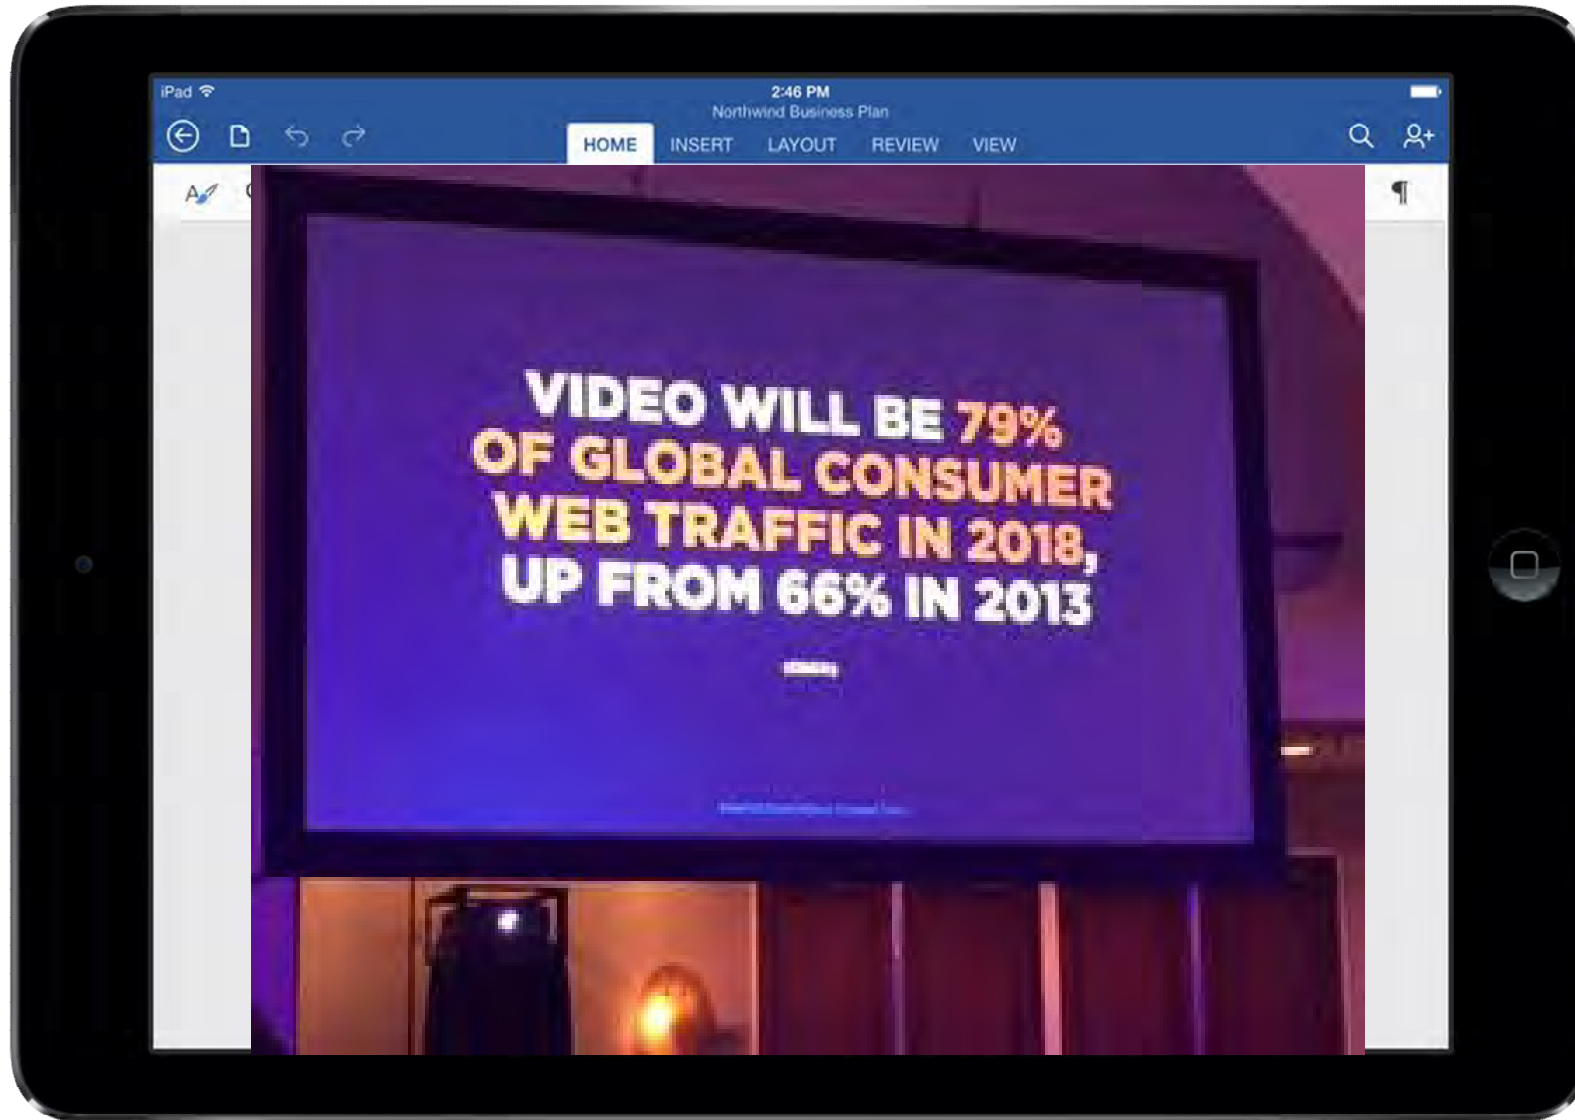 iPad
2:46 PM
Northwind Business Plan
HOME INSERT LAYOUT REVIEW VIEW
A
¶
VIDEO WILL BE 79%
OF GLOBAL CONSUMER
WEB TRAFFIC IN 2018,
UP FROM 66% IN 2013